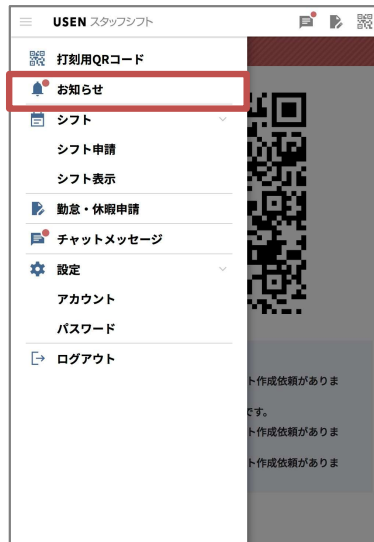 USEN スタッフシフト
打刻用QRコード
お知らせ
シフト
シフト申請
シフト表示
勤怠・休暇申請
チャットメッセージ
設定
アカウント
パスワード
ログアウト
ト作成依頼がありま
です。
ト作成依頼がありま
ト作成依頼がありま